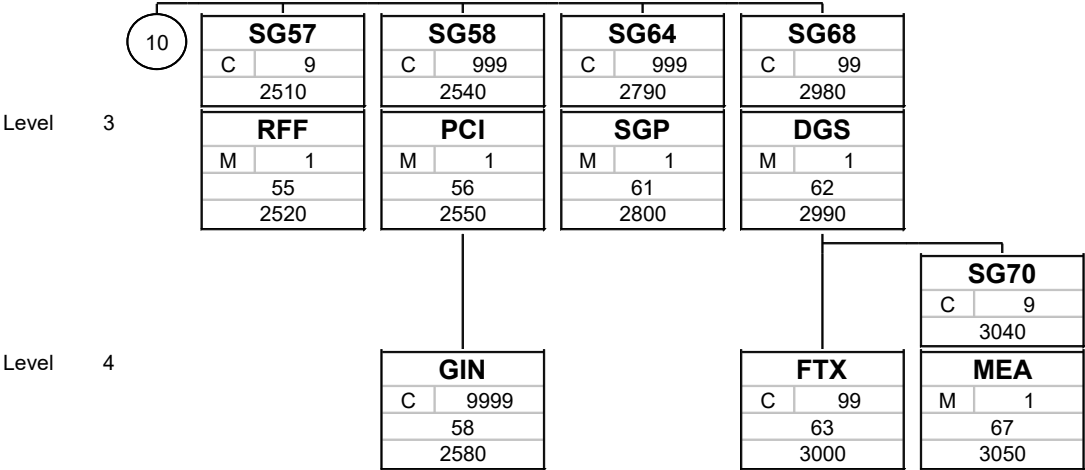 10
SG57 SG58 SG64 SG68
C 9 C 999 C 999 C 99
2510 2540 2790 2980
Level 3
RFF PCI SGP DGS
M 1 M 1 M 1 M 1
55 56 61 62
2520 2550 2800 2990
SG70
C 9
3040
Level 4
GIN FTX MEA
C 9999 C 99 M 1
58 63 67
2580 3000 3050